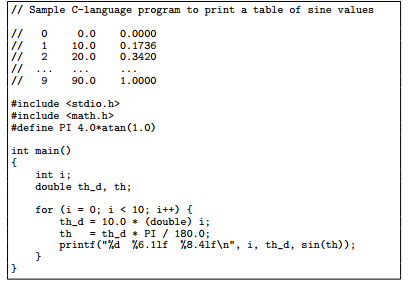 // Sample C-language program to print a table of sine values
//   0    0.0   0.0000
//   1   10.0   0.1736
//   2   20.0   0.3420
//  ...   ...    ...
//   9   90.0   1.0000
#include <stdio.h>
#include <math.h>
#define PI 4.0*atan(1.0)
int main()
{
    int i;
    double th_d, th;
    for (i = 0; i < 10; i++) {
        th_d = 10.0 * (double) i;
        th   = th_d * PI / 180.0;
        printf("%d  %6.1lf  %8.4lf\n", i, th_d, sin(th));
    }
}